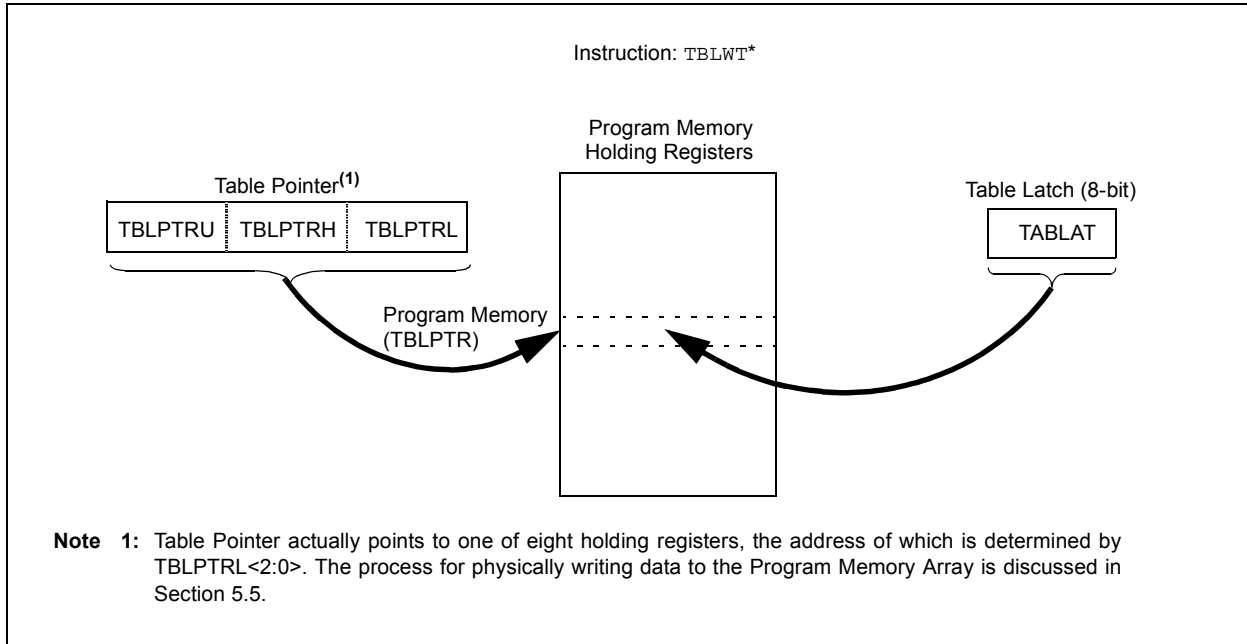 Instruction: TBLWT*
Program Memory
Holding Registers
Table Pointer(1)
Table Latch (8-bit)
TBLPTRU TBLPTRH TBLPTRL
TABLAT
Program Memory
(TBLPTR)
Note 1: Table Pointer actually points to one of eight holding registers, the address of which is determined by
TBLPTRL<2:0>. The process for physically writing data to the Program Memory Array is discussed in
Section 5.5.